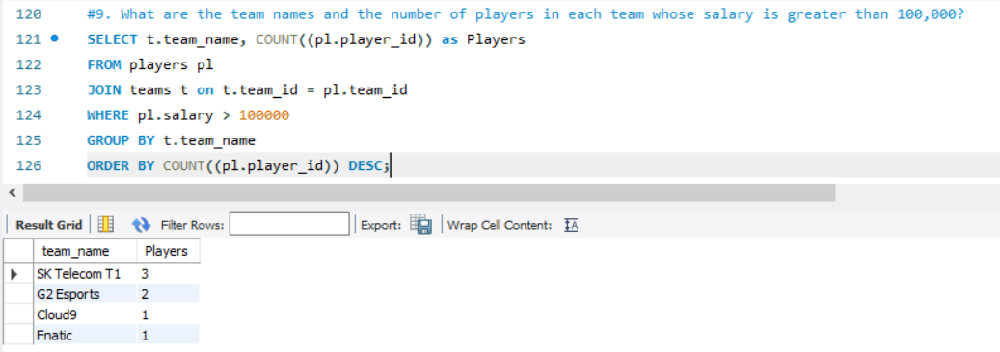 120 #9. What are the team names and the number of players in each team whose salary is greater than 100,000?
121 SELECT t.team_name, COUNT((pl.player_id)) as Players
122 FROM players pl
123 JOIN teams t on t.team_id = pl.team_id
124 WHERE pl.salary > 100000
125 GROUP BY t.team_name
126 ORDER BY COUNT((pl.player_id)) DESC;
Result Grid Filter Rows: Export: Wrap Cell Content:
team_name Players
SK Telecom T1 3
G2 Esports 2
Cloud9 1
Fnatic 1